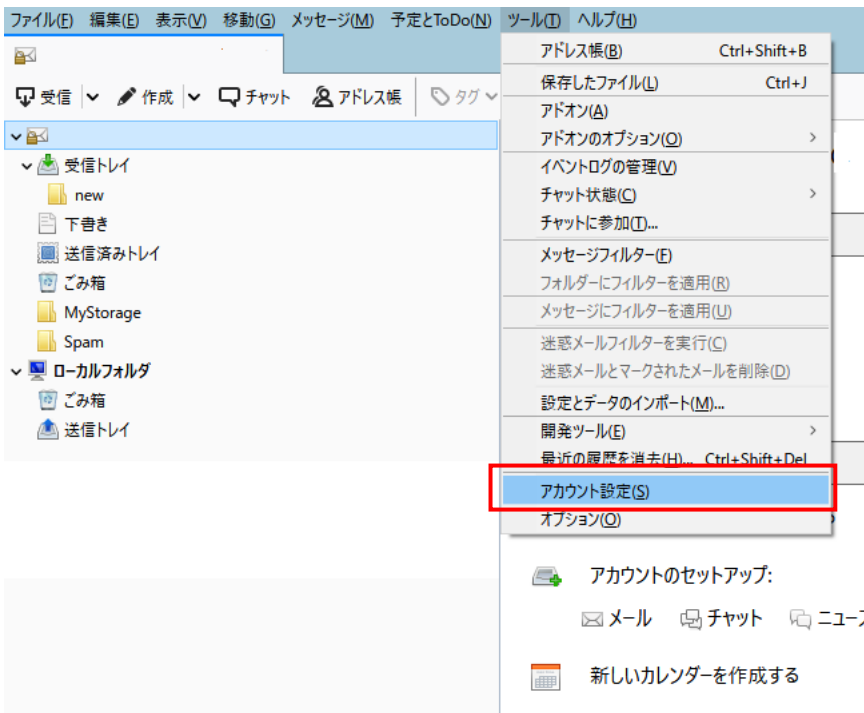 ファイル(F) 編集(E) 表示(V) 移動(G) メッセージ(M) 予定とToDo(N) ツール(T) ヘルプ(H)
受信 作成 チャット アドレス帳 タグ
受信トレイ
new
下書き
送信済みトレイ
ごみ箱
MyStorage
Spam
ローカルフォルダ
ごみ箱
送信トレイ
アドレス帳(B) Ctrl+Shift+B
保存したファイル(L) Ctrl+J
アドオン(A)
アドオンのオプション(O)
イベントログの管理(V)
チャット状態(C)
チャットに参加(T)...
メッセージフィルター(F)
フォルダーにフィルターを適用(R)
メッセージにフィルターを適用(U)
迷惑メールフィルターを実行(C)
迷惑メールとマークされたメールを削除(D)
設定とデータのインポート(M)...
開発ツール(E)
最近の履歴を消去(H)... Ctrl+Shift+Del
アカウント設定(S)
オプション(O)
アカウントのセットアップ:
メール チャット ニュース
新しいカレンダーを作成する